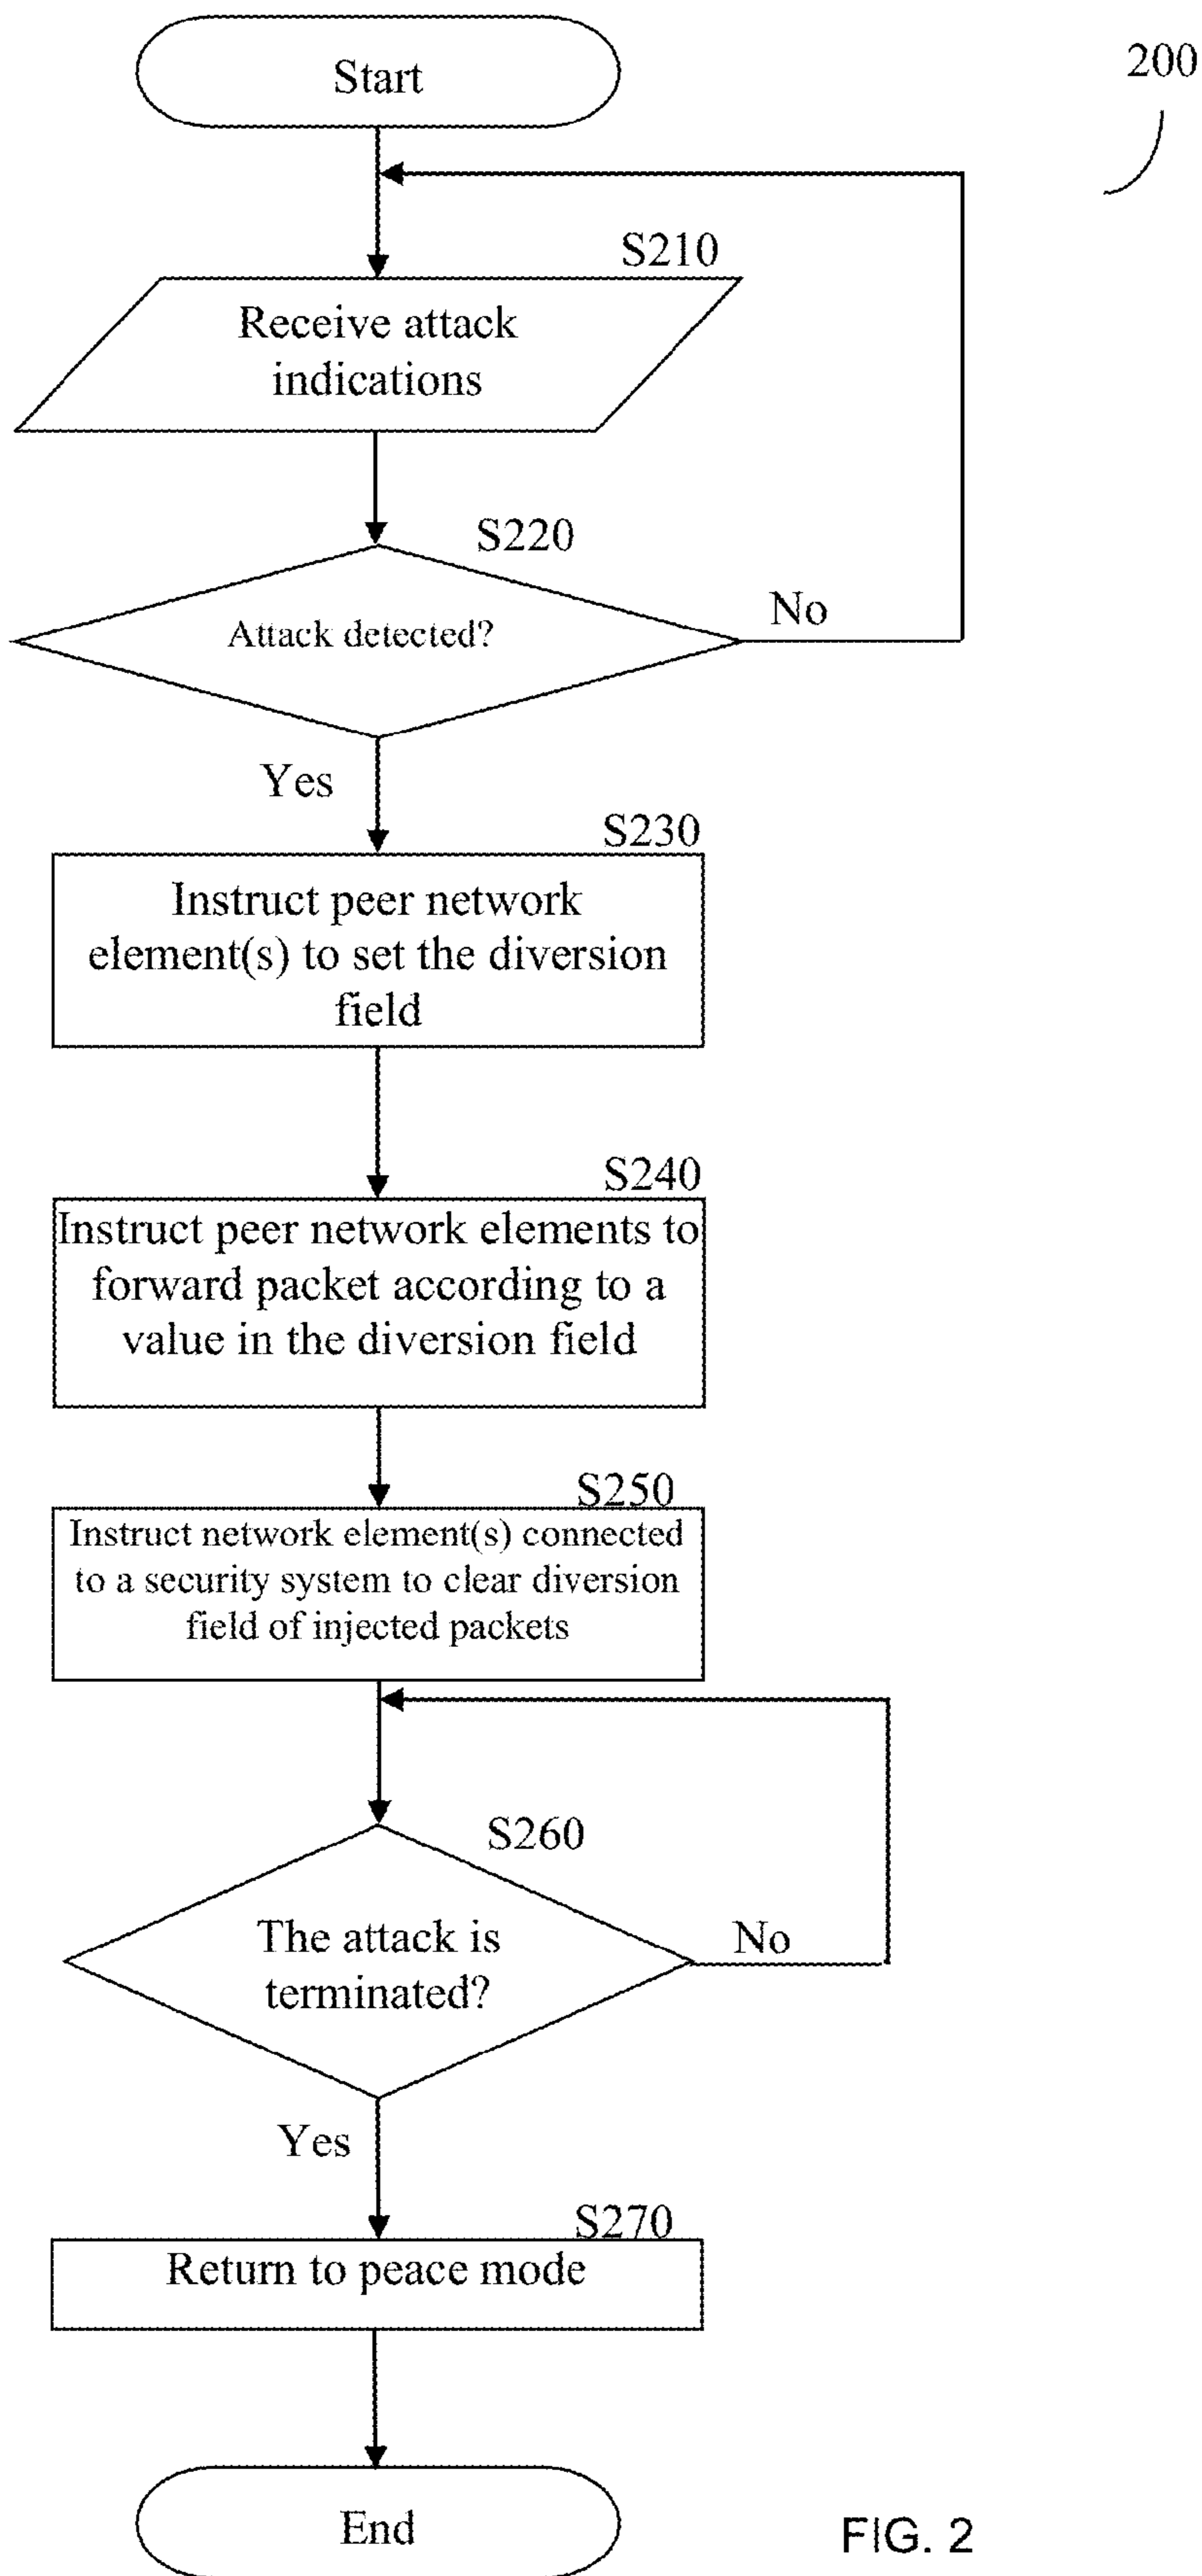 Start
200
S210
Receive attack
indications
S220
Attack detected?
No
Yes
S230
Instruct peer network
element(s) to set the diversion
field
S240
Instruct peer network elements to
forward packet according to a
value in the diversion field
S250
Instruct network element(s) connected
to a security system to clear diversion
field of injected packets
S260
The attack is
terminated?
No
Yes
S270
Return to peace mode
End
FIG. 2